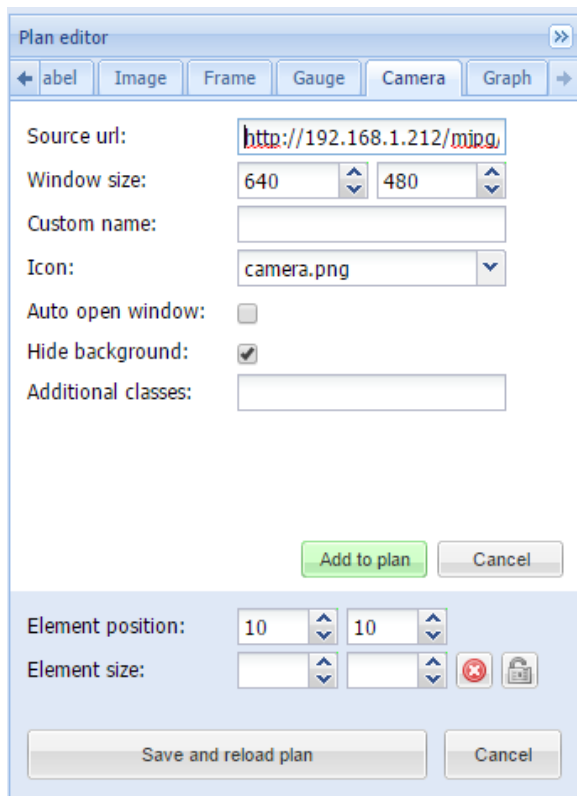 Plan editor
abel Image Frame Gauge Camera Graph
Source url: http://192.168.1.212/mjpg/
Window size: 640 480
Custom name:
Icon: camera.png
Auto open window:
Hide background:
Additional classes:
Add to plan Cancel
Element position: 10 10
Element size:
Save and reload plan Cancel